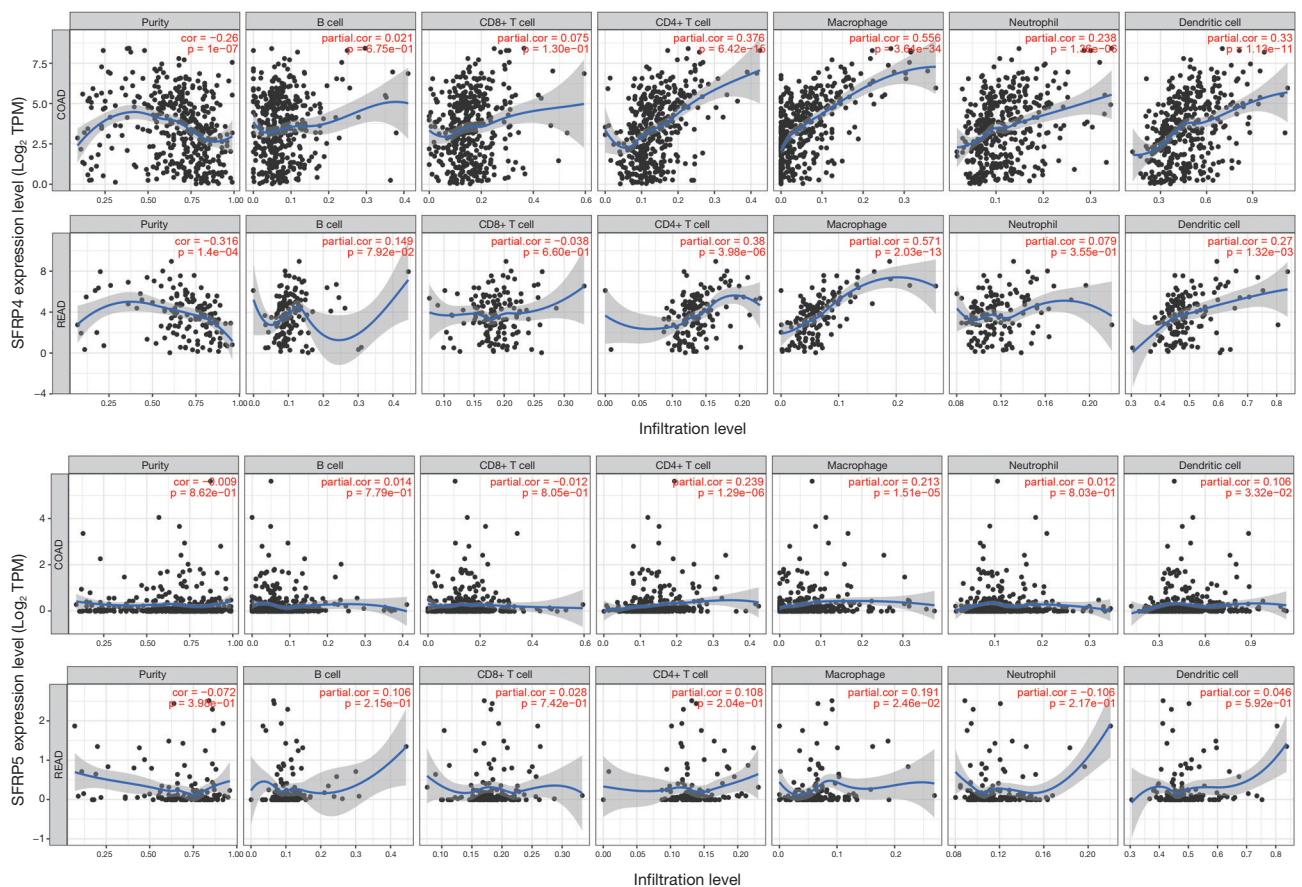 Purity B cell CD8+ T cell CD4+ T cell Macrophage Neutrophil Dendritic cell
cor = −0.26 partial.cor = 0.021 partial.cor = 0.075 partial.cor = 0.376 partial.cor = 0.556 partial.cor = 0.238 partial.cor = 0.33
p = 1e−07 p = 6.75e−01 p = 1.30e−01 p = 6.42e−15 p = 3.64e−34 p = 1.13e−11
SFRP4 expression level (Log2 TPM)
COAD
7.5
5.0
2.5
0.0
0.25 0.50 0.75 1.00 0.0 0.1 0.2 0.3 0.4 0.0 0.2 0.4 0.6 0.0 0.1 0.2 0.3 0.4 0.0 0.1 0.2 0.3 0.1 0.2 0.3 0.3 0.6 0.9
Purity B cell CD8+ T cell CD4+ T cell Macrophage Neutrophil Dendritic cell
cor = −0.316 partial.cor = 0.149 partial.cor = −0.038 partial.cor = 0.38 partial.cor = 0.571 partial.cor = 0.079 partial.cor = 0.27
p = 1.4e−04 p = 7.92e−02 p = 6.60e−01 p = 3.98e−06 p = 2.03e−13 p = 3.55e−01 p = 1.32e−03
READ
8
4
0
−4
0.25 0.50 0.75 1.00 0.0 0.1 0.2 0.3 0.4 0.10 0.15 0.20 0.25 0.30 0.00 0.05 0.10 0.15 0.20 0.0 0.1 0.2 0.08 0.12 0.16 0.20 0.3 0.4 0.5 0.6 0.7 0.8
Infiltration level
Purity B cell CD8+ T cell CD4+ T cell Macrophage Neutrophil Dendritic cell
cor = −0.009 partial.cor = 0.014 partial.cor = −0.012 partial.cor = 0.239 partial.cor = 0.213 partial.cor = 0.012 partial.cor = 0.106
p = 8.62e−01 p = 7.79e−01 p = 8.05e−01 p = 1.29e−06 p = 1.51e−05 p = 8.03e−01 p = 3.32e−02
SFRP5 expression level (Log2 TPM)
COAD
4
2
0
0.25 0.50 0.75 1.00 0.0 0.1 0.2 0.3 0.4 0.0 0.2 0.4 0.6 0.0 0.1 0.2 0.3 0.4 0.0 0.1 0.2 0.3 0.1 0.2 0.3 0.3 0.6 0.9
Purity B cell CD8+ T cell CD4+ T cell Macrophage Neutrophil Dendritic cell
cor = −0.072 partial.cor = 0.106 partial.cor = 0.028 partial.cor = 0.108 partial.cor = 0.191 partial.cor = −0.106 partial.cor = 0.046
p = 3.98e−01 p = 2.15e−01 p = 7.42e−01 p = 2.04e−01 p = 2.46e−02 p = 2.17e−01 p = 5.92e−01
READ
2
1
0
−1
0.25 0.50 0.75 1.00 0.0 0.1 0.2 0.3 0.4 0.10 0.15 0.20 0.25 0.30 0.00 0.05 0.10 0.15 0.20 0.0 0.1 0.2 0.08 0.12 0.16 0.20 0.3 0.4 0.5 0.6 0.7 0.8
Infiltration level